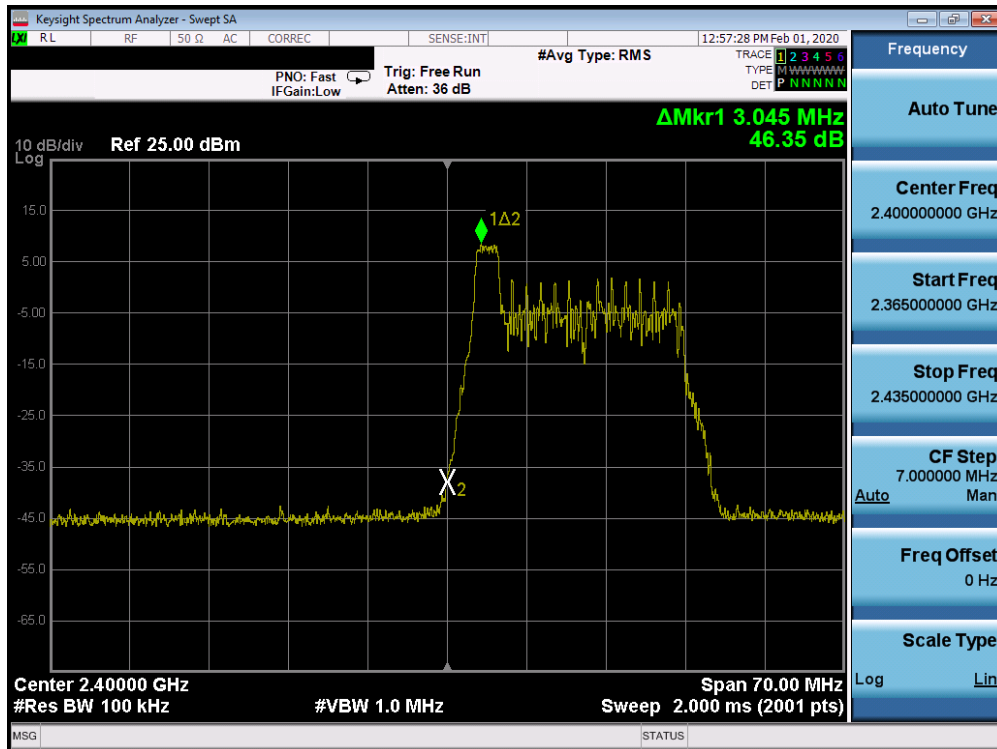 Keysight Spectrum Analyzer - Swept SA
LXI RL RF 50 Ω AC CORREC SENSE:INT 12:57:28 PM Feb 01, 2020
#Avg Type: RMS
TRACE 1 2 3 4 5 6
TYPE M WWWWW
DET P N N N N N
PNO: Fast
IFGain:Low
Trig: Free Run
Atten: 36 dB
ΔMkr1 3.045 MHz
46.35 dB
10 dB/div
Log
Ref 25.00 dBm
15.0
5.00
-5.00
-15.0
-25.0
-35.0
-45.0
-55.0
-65.0
1Δ2
2
Center 2.40000 GHz
Span 70.00 MHz
#Res BW 100 kHz
#VBW 1.0 MHz
Sweep 2.000 ms (2001 pts)
MSG
STATUS
Frequency
Auto Tune
Center Freq
2.400000000 GHz
Start Freq
2.365000000 GHz
Stop Freq
2.435000000 GHz
CF Step
7.000000 MHz
Auto Man
Freq Offset
0 Hz
Scale Type
Log Lin